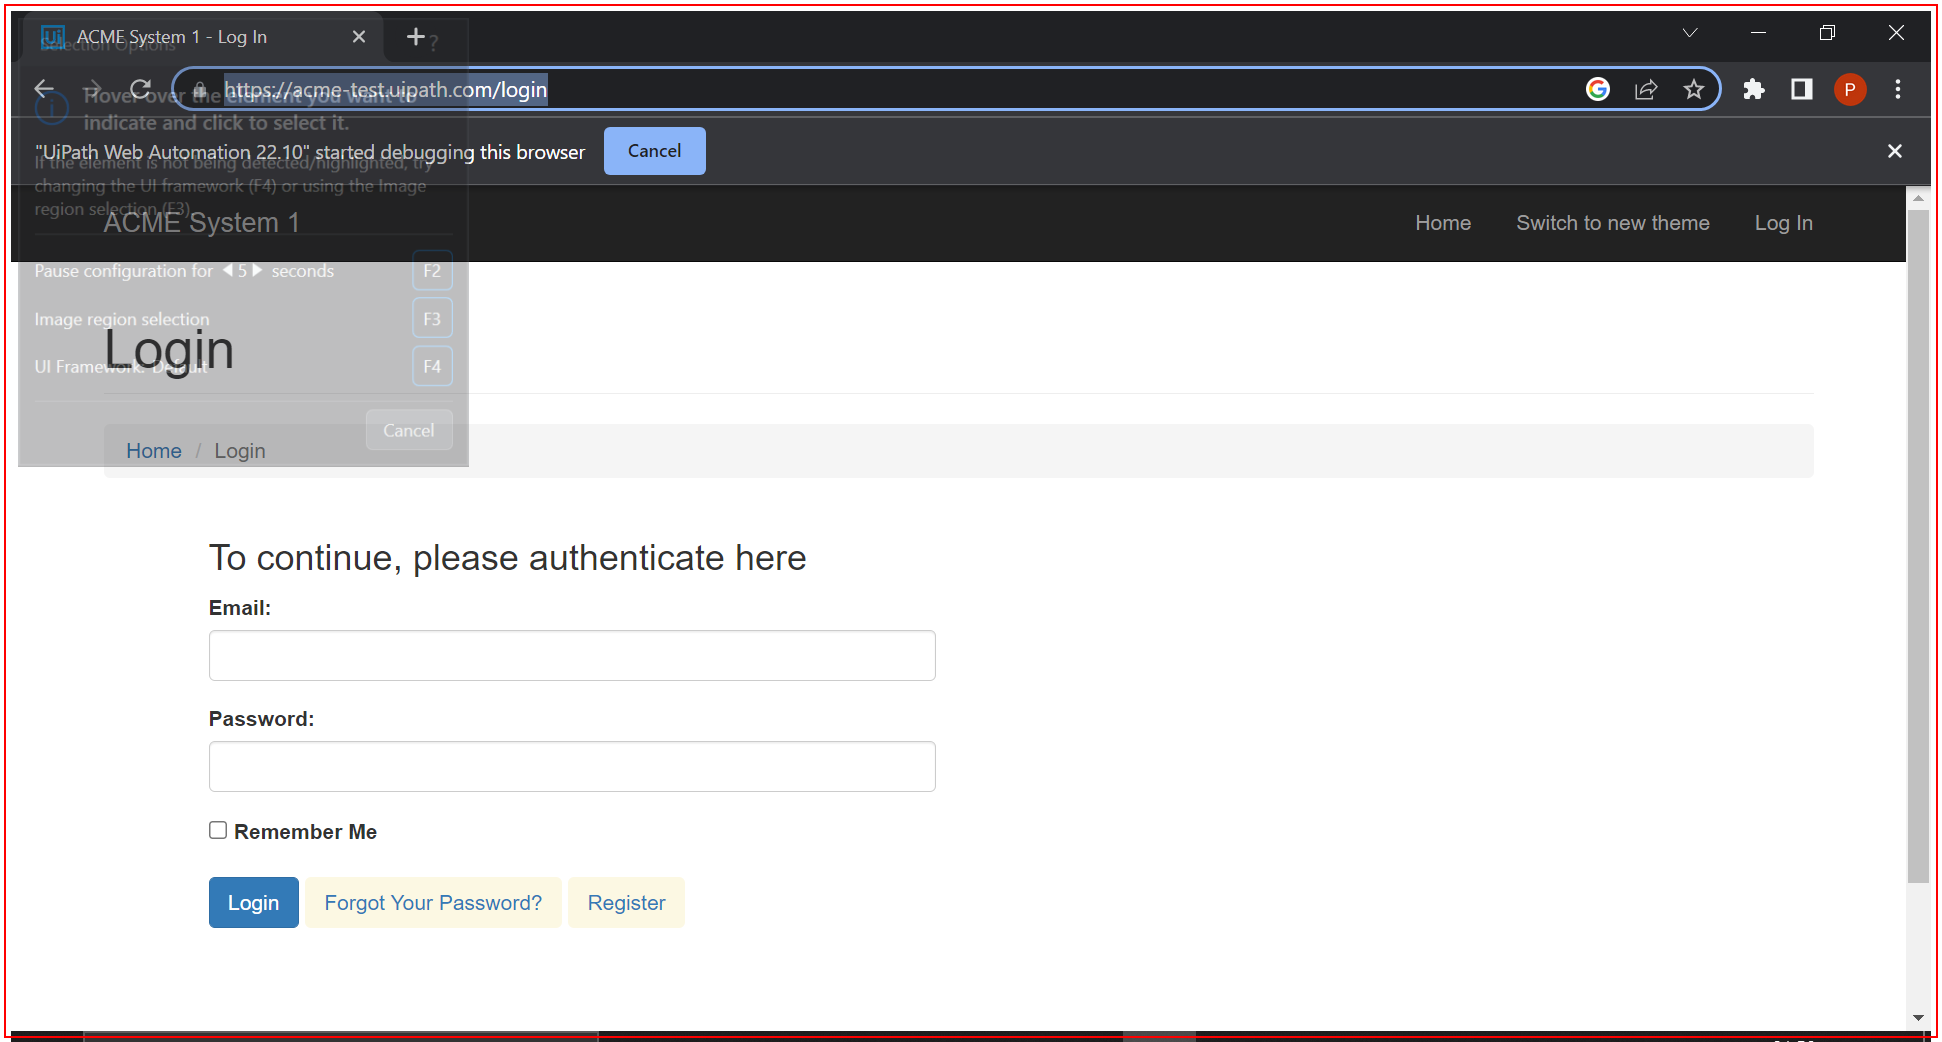 ACME System 1 - Log In
Selection Options
?
https://acme-test.uipath.com/login
P
Hover over the element you want to
indicate and click to select it.
"UiPath Web Automation 22.10" started debugging this browser
Cancel
If the element is not being detected/highlighted, try
changing the UI framework (F4) or using the Image
region selection (F3).
ACME System 1
Home
Switch to new theme
Log In
Pause configuration for 5 seconds
F2
Image region selection
F3
Login
UI Framework: Default
F4
Cancel
Home / Login
To continue, please authenticate here
Email:
Password:
Remember Me
Login
Forgot Your Password?
Register